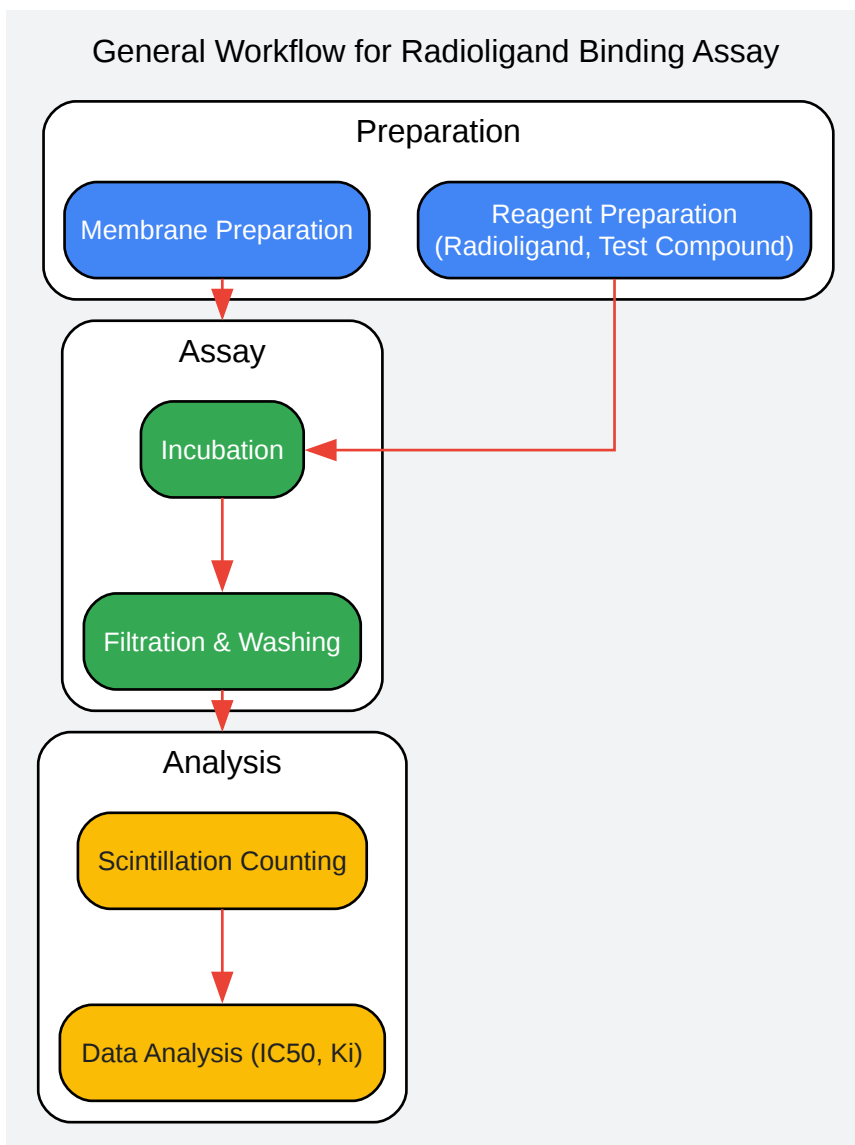 General Workflow for Radioligand Binding Assay
Preparation
Membrane Preparation
Reagent Preparation
(Radioligand, Test Compound)
Assay
Incubation
Filtration & Washing
Analysis
Scintillation Counting
Data Analysis (IC50, Ki)